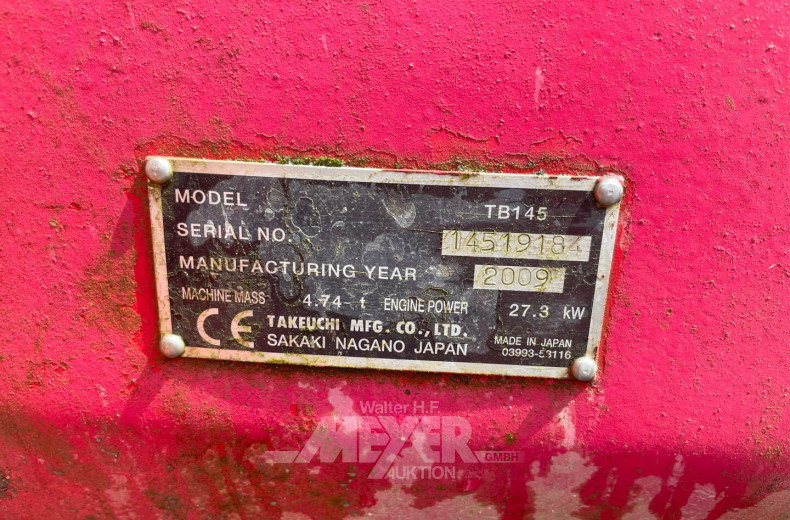 MODEL TB145
SERIAL NO. 14519184
MANUFACTURING YEAR 2009
MACHINE MASS 4.74 t ENGINE POWER 27.3 kW
CE TAKEUCHI MFG. CO., LTD.
SAKAKI NAGANO JAPAN
MADE IN JAPAN
03993-53116
Walter H.F.
MEYER
GMBH
AUKTION